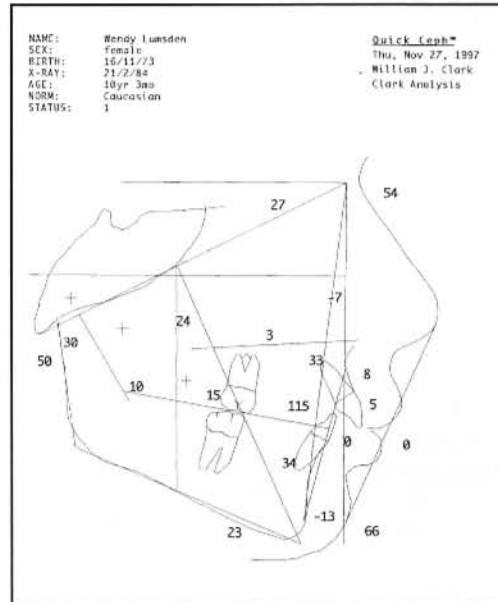 NAME: Wendy Lumsden
SEX: female
BIRTH: 16/11/73
X-RAY: 21/2/84
AGE: 10yr 3mo
NORM: Caucasian
STATUS: 1
Quick Ceph™
Thu, Nov 27, 1997
William J. Clark
Clark Analysis
54
27
-7
24
3
30
50
33
8
10
15
115
5
0
0
34
-13
23
66